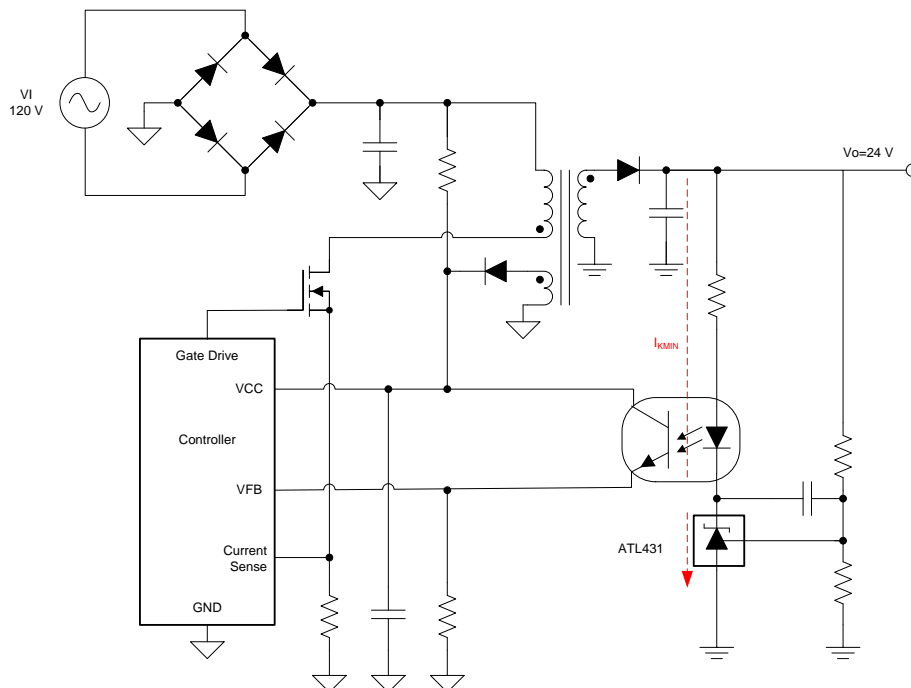 VI
120 V
Vo=24 V
Gate Drive
VCC
IKMIN
Controller
VFB
ATL431
Current
Sense
GND